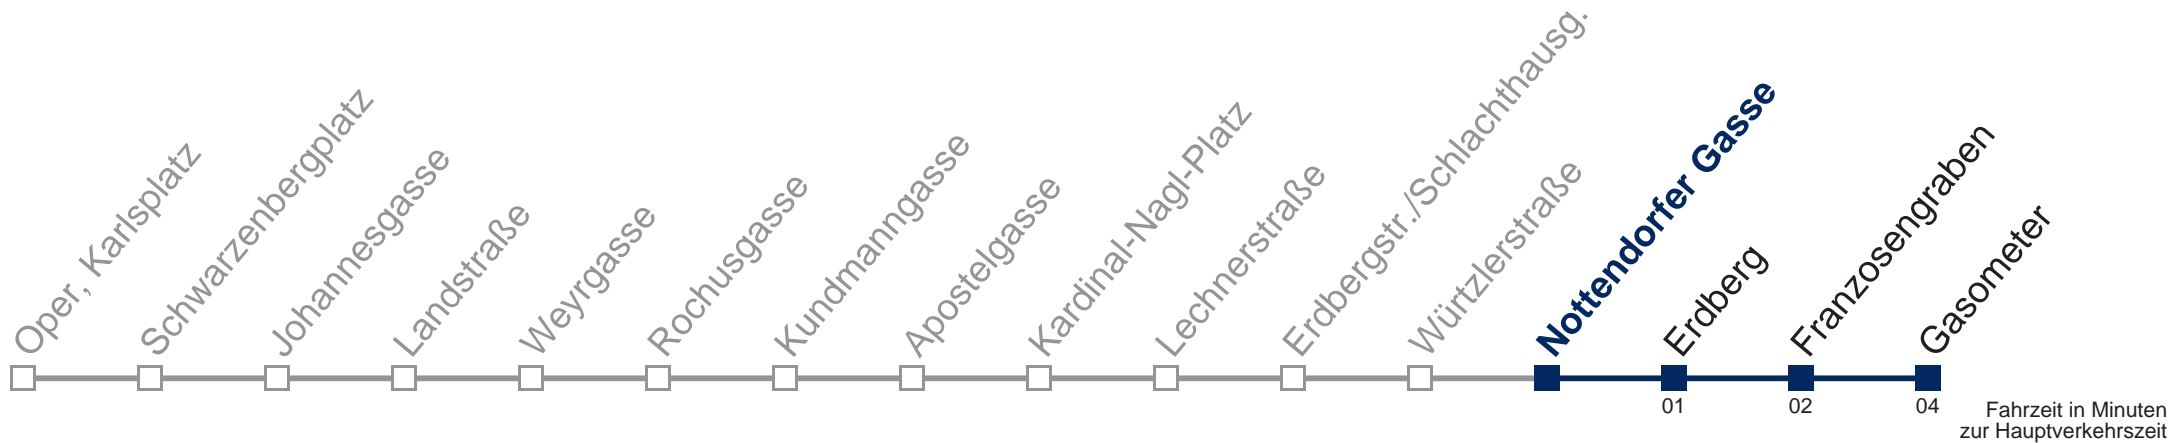 Oper, Karlsplatz
Schwarzenbergplatz
Johannesgasse
Landstraße
Weyrgasse
Rochusgasse
Kundmanngasse
Apostelgasse
Kardinal-Nagl-Platz
Lechnerstraße
Erdbergstr./Schlachthausg.
Würtzlerstraße
Nottendorfer Gasse
Erdberg
Franzosengraben
Gasometer
01
02
04
Fahrzeit in Minuten
zur Hauptverkehrszeit